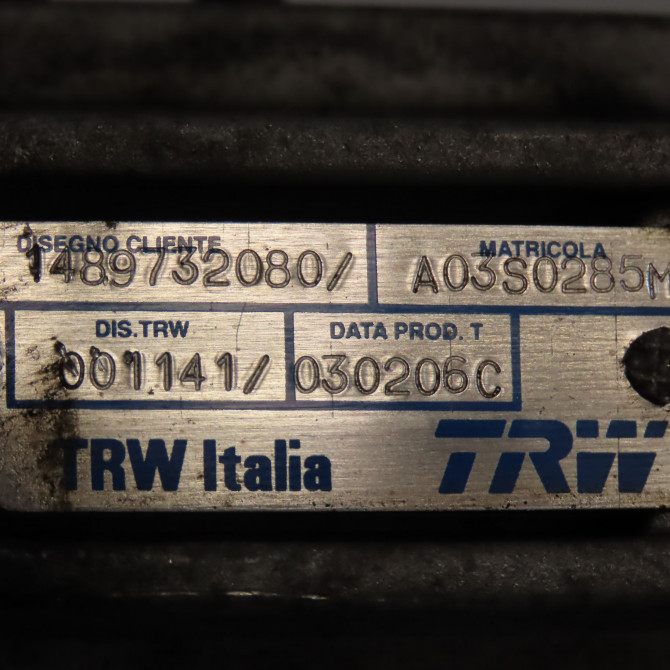 DISEGNO CLIENTE MATRICOLA
1489732080/ A03S0285M
DIS.TRW DATA PROD. T
001141/ 030206C
TRW Italia TRW